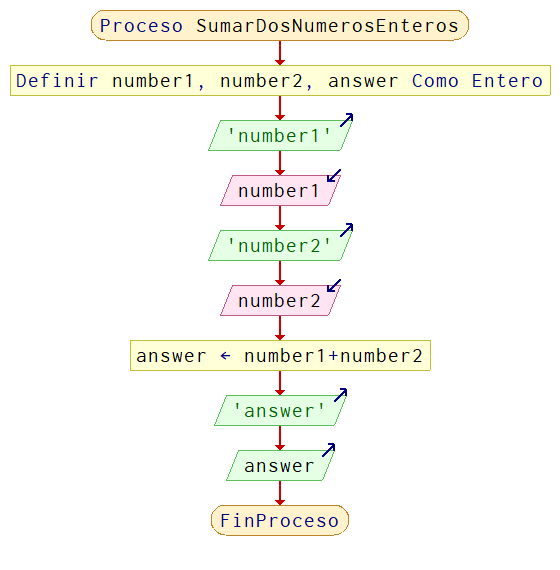 Proceso SumarDosNumerosEnteros
Definir number1, number2, answer Como Entero
'number1'
number1
'number2'
number2
answer ← number1+number2
'answer'
answer
FinProceso